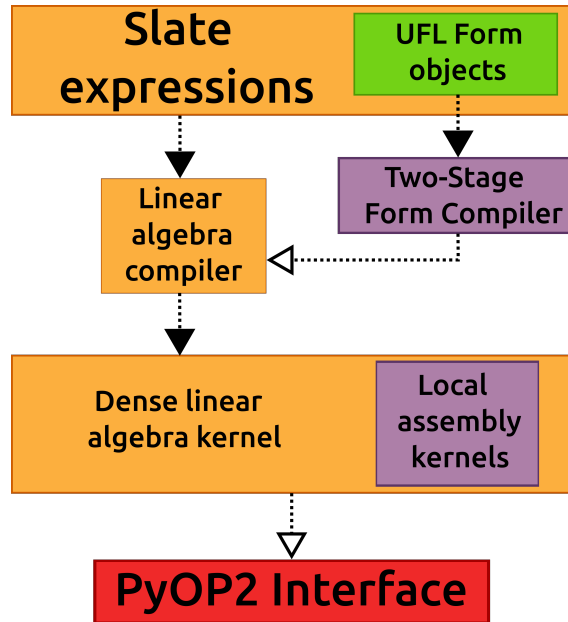 Slate
expressions
UFL Form
objects
Two-Stage
Form Compiler
Linear
algebra
compiler
Dense linear
algebra kernel
Local
assembly
kernels
PyOP2 Interface